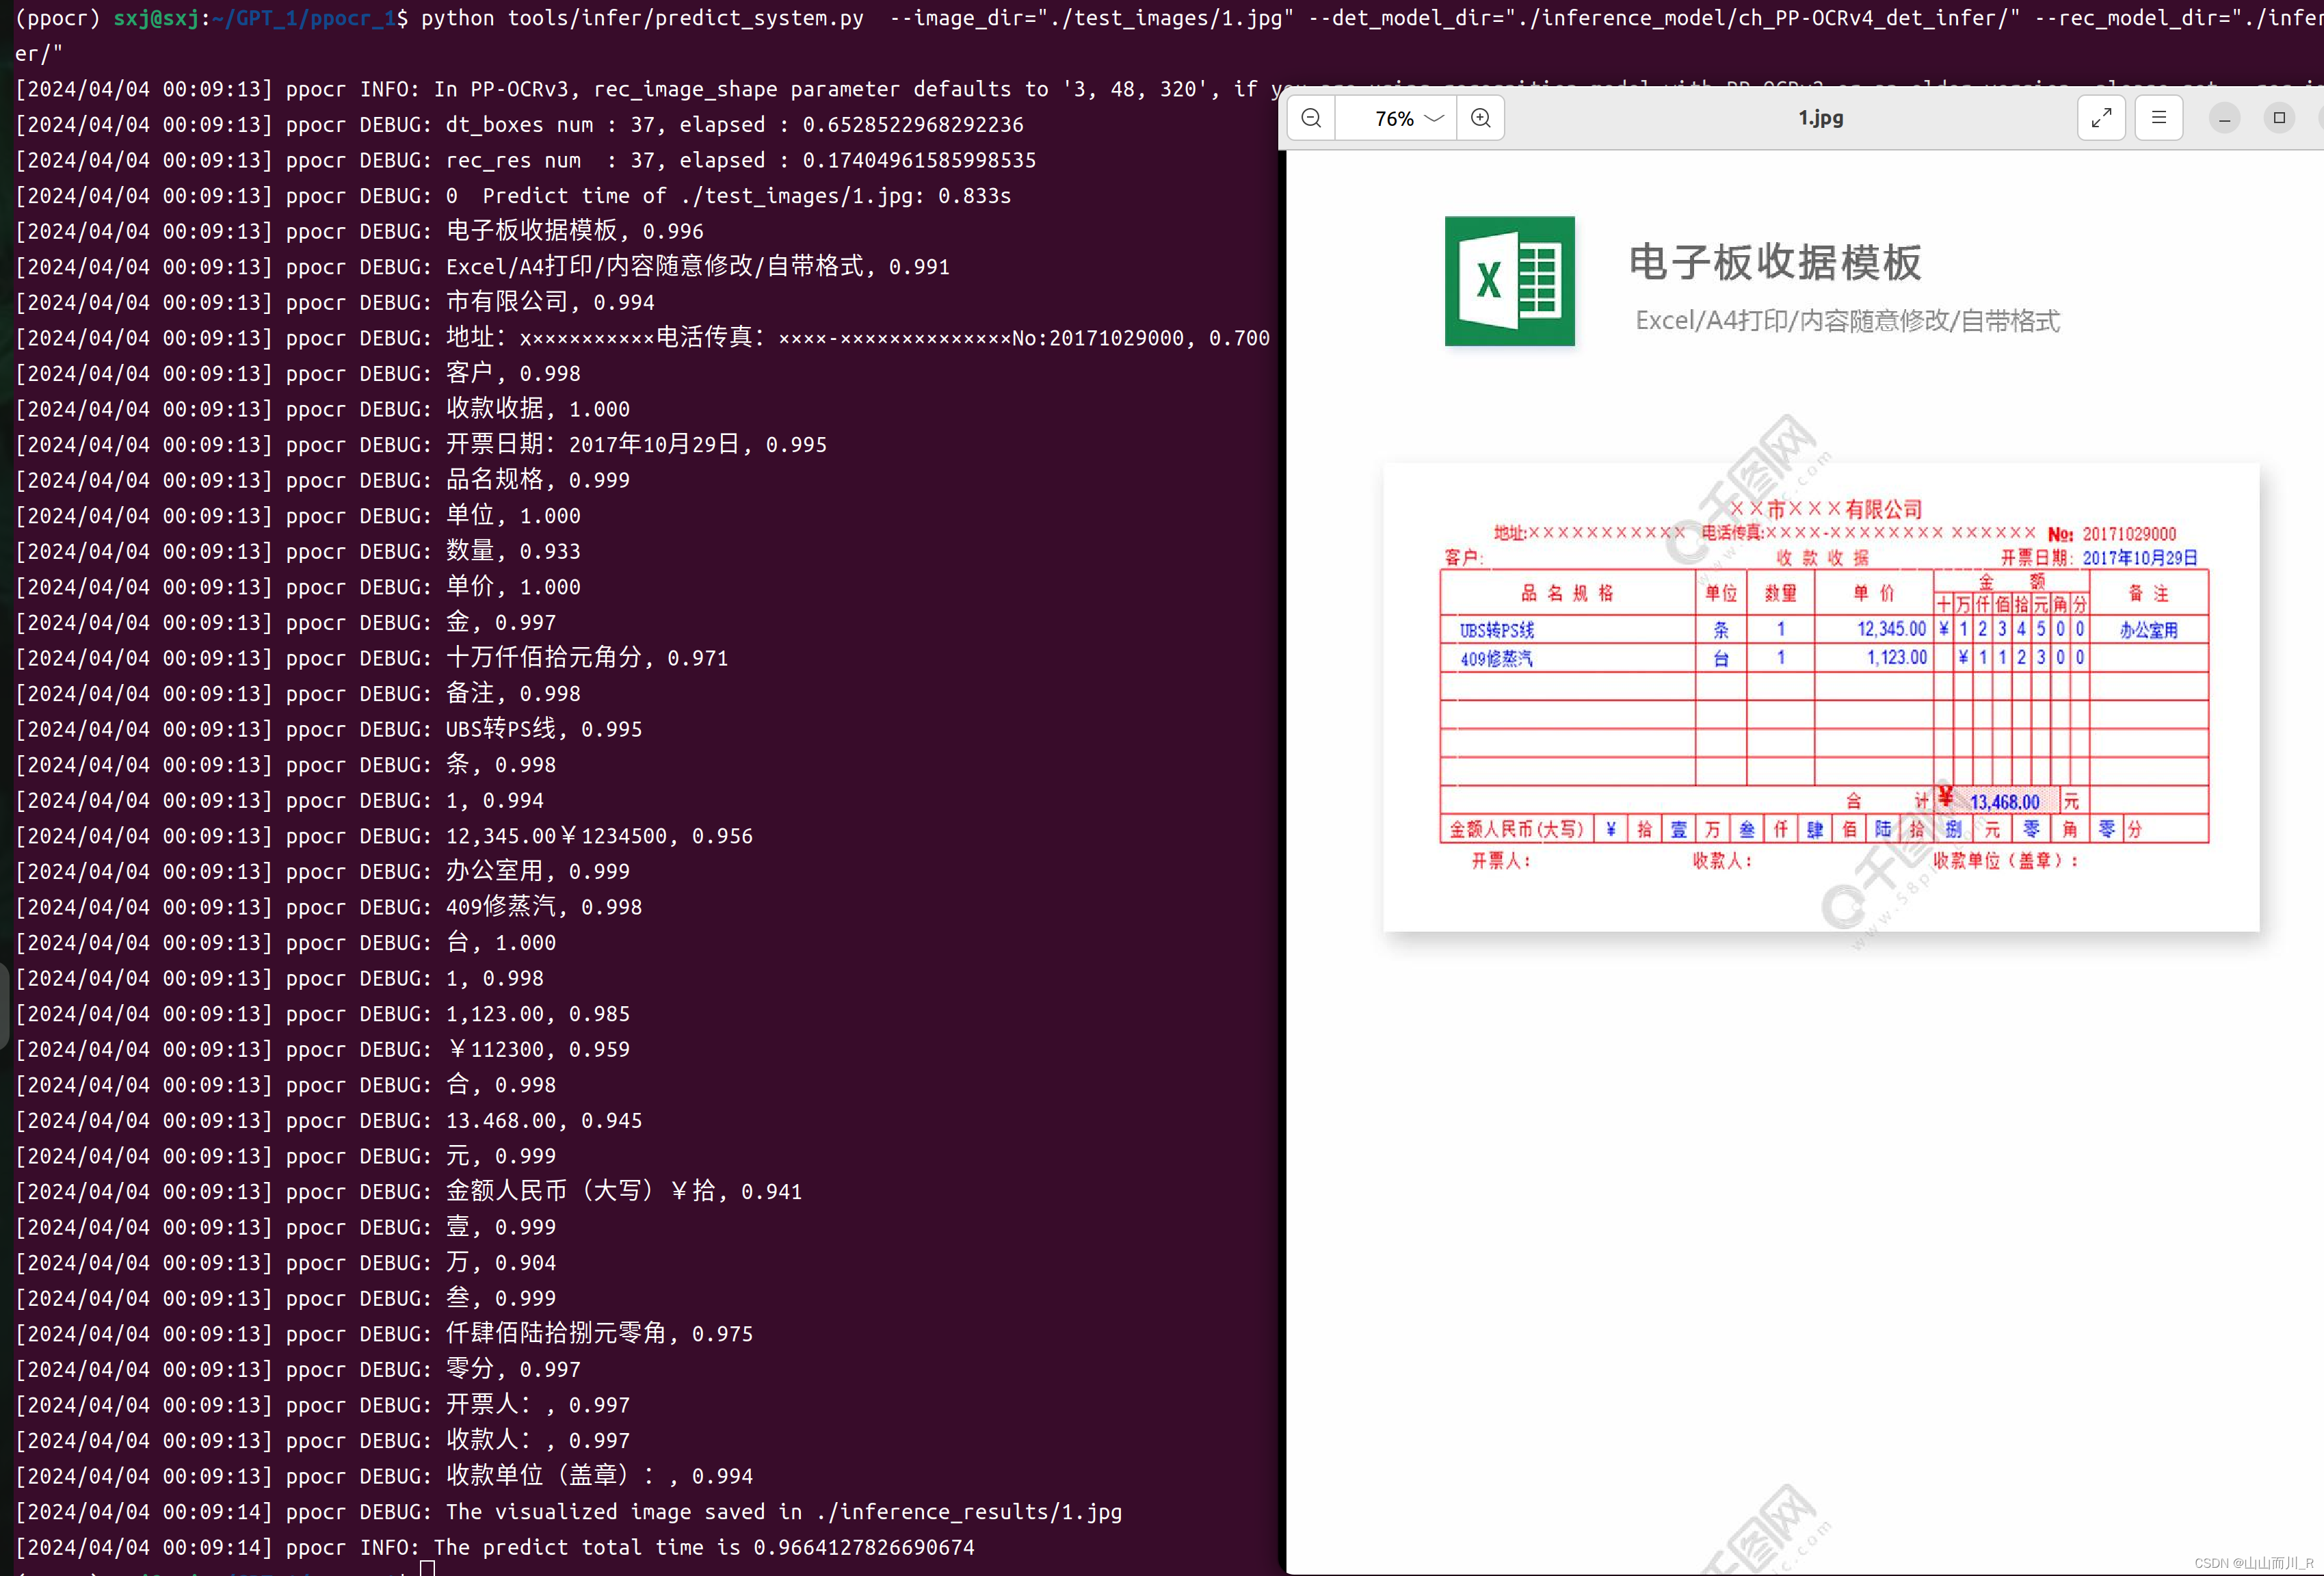 (ppocr) sxj@sxj:~/GPT_1/ppocr_1$ python tools/infer/predict_system.py  --image_dir="./test_images/1.jpg" --det_model_dir="./inference_model/ch_PP-OCRv4_det_infer/" --rec_model_dir="./infer
er/"
[2024/04/04 00:09:13] ppocr INFO: In PP-OCRv3, rec_image_shape parameter defaults to '3, 48, 320', if
[2024/04/04 00:09:13] ppocr DEBUG: dt_boxes num : 37, elapsed : 0.6528522968292236
[2024/04/04 00:09:13] ppocr DEBUG: rec_res num  : 37, elapsed : 0.17404961585998535
[2024/04/04 00:09:13] ppocr DEBUG: 0  Predict time of ./test_images/1.jpg: 0.833s
[2024/04/04 00:09:13] ppocr DEBUG: 电子板收据模板, 0.996
[2024/04/04 00:09:13] ppocr DEBUG: Excel/A4打印/内容随意修改/自带格式, 0.991
[2024/04/04 00:09:13] ppocr DEBUG: 市有限公司, 0.994
[2024/04/04 00:09:13] ppocr DEBUG: 地址: x××××××××××电活传真: ××××-××××××××××××××No:20171029000, 0.700
[2024/04/04 00:09:13] ppocr DEBUG: 客户, 0.998
[2024/04/04 00:09:13] ppocr DEBUG: 收款收据, 1.000
[2024/04/04 00:09:13] ppocr DEBUG: 开票日期: 2017年10月29日, 0.995
[2024/04/04 00:09:13] ppocr DEBUG: 品名规格, 0.999
[2024/04/04 00:09:13] ppocr DEBUG: 单位, 1.000
[2024/04/04 00:09:13] ppocr DEBUG: 数量, 0.933
[2024/04/04 00:09:13] ppocr DEBUG: 单价, 1.000
[2024/04/04 00:09:13] ppocr DEBUG: 金, 0.997
[2024/04/04 00:09:13] ppocr DEBUG: 十万仟佰拾元角分, 0.971
[2024/04/04 00:09:13] ppocr DEBUG: 备注, 0.998
[2024/04/04 00:09:13] ppocr DEBUG: UBS转PS线, 0.995
[2024/04/04 00:09:13] ppocr DEBUG: 条, 0.998
[2024/04/04 00:09:13] ppocr DEBUG: 1, 0.994
[2024/04/04 00:09:13] ppocr DEBUG: 12,345.00￥1234500, 0.956
[2024/04/04 00:09:13] ppocr DEBUG: 办公室用, 0.999
[2024/04/04 00:09:13] ppocr DEBUG: 409修蒸汽, 0.998
[2024/04/04 00:09:13] ppocr DEBUG: 台, 1.000
[2024/04/04 00:09:13] ppocr DEBUG: 1, 0.998
[2024/04/04 00:09:13] ppocr DEBUG: 1,123.00, 0.985
[2024/04/04 00:09:13] ppocr DEBUG: ￥112300, 0.959
[2024/04/04 00:09:13] ppocr DEBUG: 合, 0.998
[2024/04/04 00:09:13] ppocr DEBUG: 13.468.00, 0.945
[2024/04/04 00:09:13] ppocr DEBUG: 元, 0.999
[2024/04/04 00:09:13] ppocr DEBUG: 金额人民币（大写）￥拾, 0.941
[2024/04/04 00:09:13] ppocr DEBUG: 壹, 0.999
[2024/04/04 00:09:13] ppocr DEBUG: 万, 0.904
[2024/04/04 00:09:13] ppocr DEBUG: 叁, 0.999
[2024/04/04 00:09:13] ppocr DEBUG: 仟肆佰陆拾捌元零角, 0.975
[2024/04/04 00:09:13] ppocr DEBUG: 零分, 0.997
[2024/04/04 00:09:13] ppocr DEBUG: 开票人: , 0.997
[2024/04/04 00:09:13] ppocr DEBUG: 收款人: , 0.997
[2024/04/04 00:09:13] ppocr DEBUG: 收款单位（盖章）: , 0.994
[2024/04/04 00:09:14] ppocr DEBUG: The visualized image saved in ./inference_results/1.jpg
[2024/04/04 00:09:14] ppocr INFO: The predict total time is 0.9664127826690674
76%
1.jpg
电子板收据模板
Excel/A4打印/内容随意修改/自带格式
××市×××有限公司
地址:××××××××××× 电话传真:××××-×××××××× ×××××× №: 20171029000
客户: 收 款 收 据 开票日期: 2017年10月29日
品 名 规 格 单位 数量 单 价 金 额 备 注
十 万 仟 佰 拾 元 角 分
UBS转PS线 条 1 12,345.00 ¥ 1 2 3 4 5 0 0 办公室用
409修蒸汽 台 1 1,123.00 ¥ 1 1 2 3 0 0
合 计 ¥ 13,468.00 元
金额人民币(大写) ¥ 拾 壹 万 叁 仟 肆 佰 陆 拾 捌 元 零 角 零 分
开票人: 收款人: 收款单位(盖章):
千图网
千图网
千图网
CSDN @山山而川_R